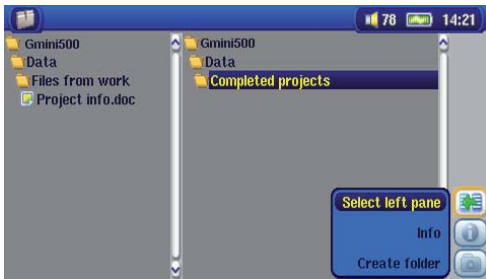 78 14:21
Gmini500
Data
Files from work
Project info.doc
Gmini500
Data
Completed projects
Select left pane
Info
Create folder